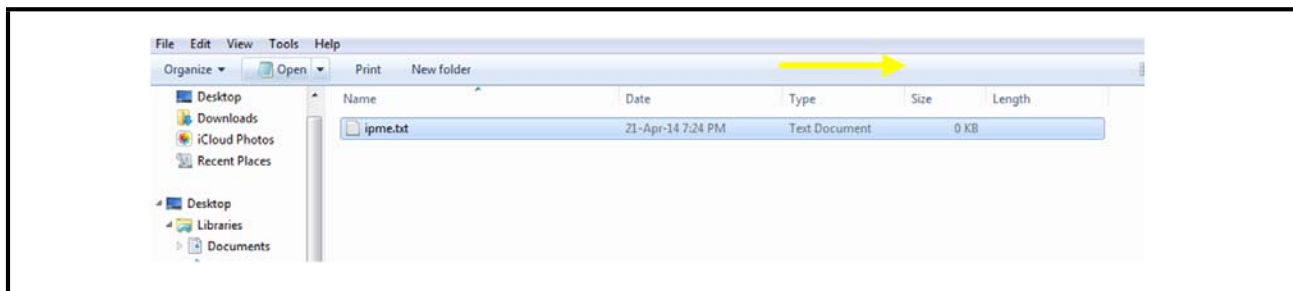 File Edit View Tools Help
Organize Open Print New folder
Desktop Name Date Type Size Length
Downloads
ipme.txt 21-Apr-14 7:24 PM Text Document 0 KB
iCloud Photos
Recent Places
Desktop
Libraries
Documents